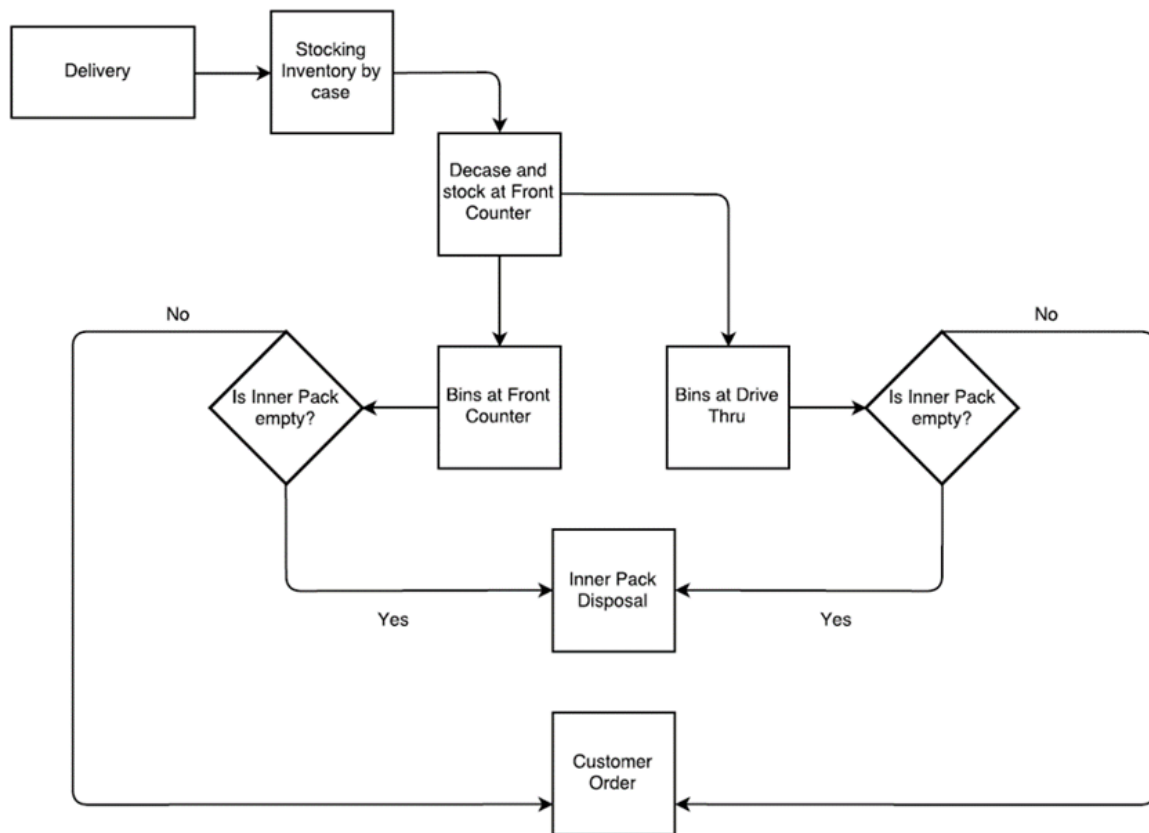 Delivery
Stocking
Inventory by
case
Decase and
stock at Front
Counter
No
No
Is Inner Pack
empty?
Bins at Front
Counter
Bins at Drive
Thru
Is Inner Pack
empty?
Inner Pack
Disposal
Yes
Yes
Customer
Order